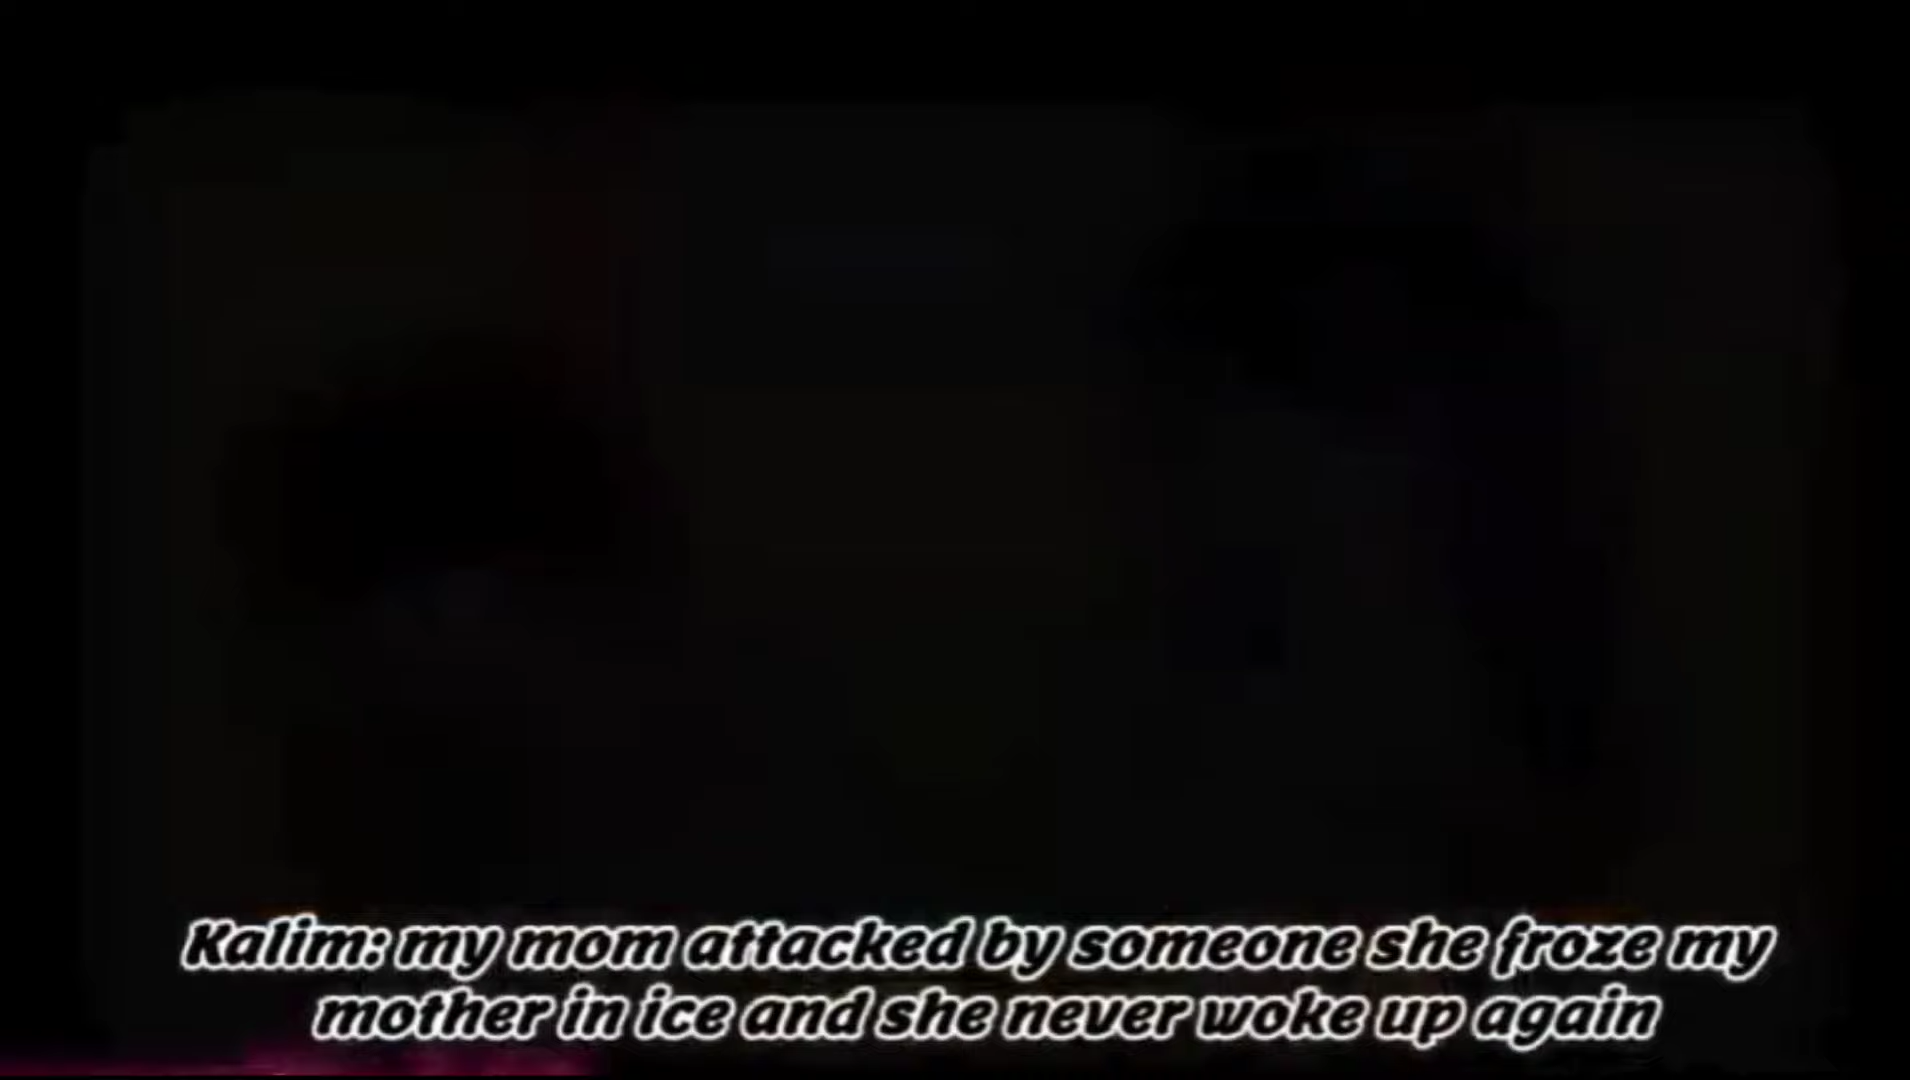 Kalim: my mom attacked by someone she froze my
mother in ice and she never woke up again